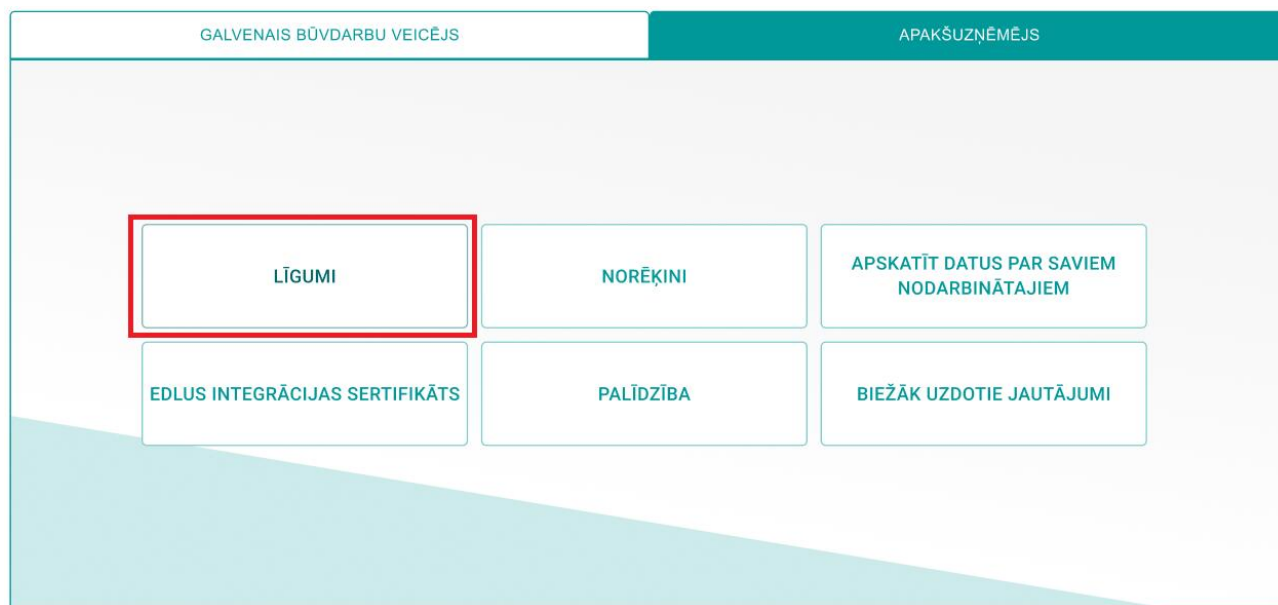 GALVENAIS BŪVDARBU VEICĒJS
APAKŠUZŅĒMĒJS
LĪGUMI
NORĒĶINI
APSKATĪT DATUS PAR SAVIEM
NODARBINĀTAJIEM
EDLUS INTEGRĀCIJAS SERTIFIKĀTS
PALĪDZĪBA
BIEŽĀK UZDOTIE JAUTĀJUMI